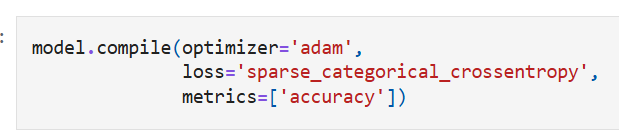 :
model.compile(optimizer='adam',
              loss='sparse_categorical_crossentropy',
              metrics=['accuracy'])